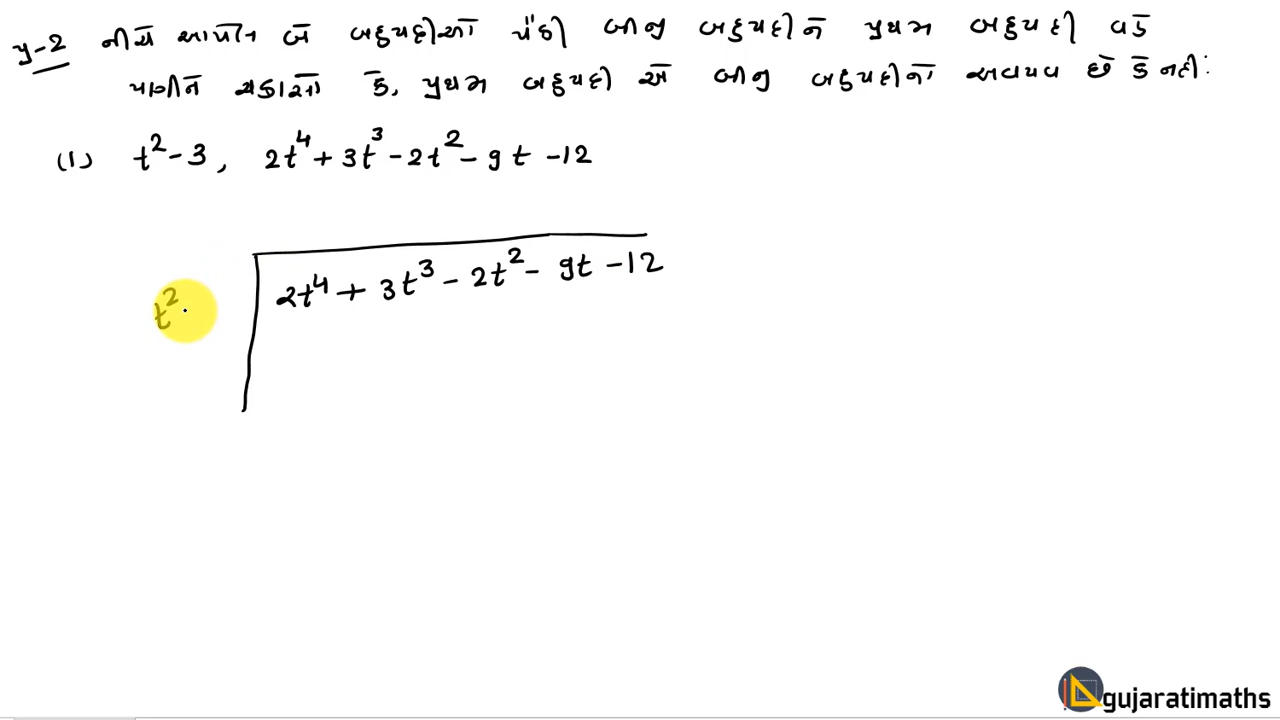 પ્ર-2 નીચે આપેલ બે બહુપદીઓ પૈકી બીજી બહુપદીને પ્રથમ બહુપદી વડે
ભાગીને ચકાસો કે, પ્રથમ બહુપદી એ બીજી બહુપદીનો અવયવ છે કે નહી:
(1) t² - 3, 2t⁴ + 3t³ - 2t² - 9t - 12
2t⁴ + 3t³ - 2t² - 9t - 12
t²
gujaratimaths